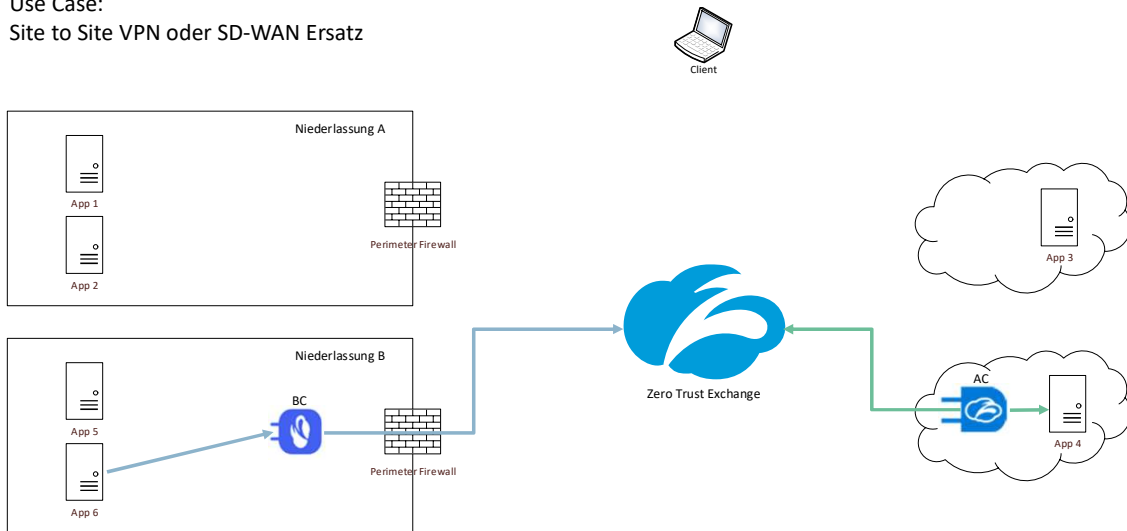 Use Case:
Site to Site VPN oder SD-WAN Ersatz
Client
Niederlassung A
App 1
Perimeter Firewall
App 2
App 3
Niederlassung B
App 5
BC
Perimeter Firewall
App 6
Zero Trust Exchange
AC
App 4